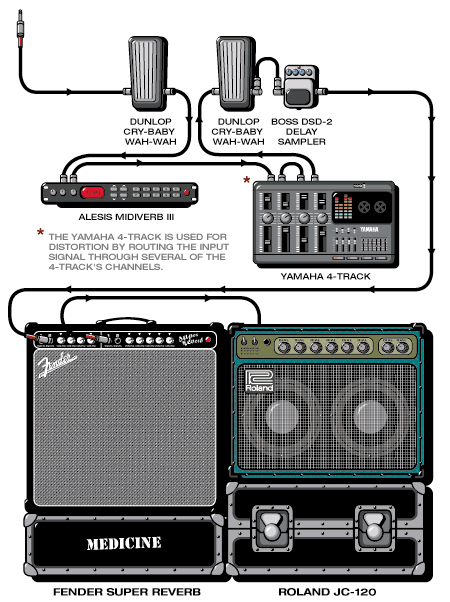 DUNLOP
CRY-BABY
WAH-WAH
DUNLOP
CRY-BABY
WAH-WAH
BOSS DSD-2
DELAY
SAMPLER
ALESIS MIDIVERB III
*
YAMAHA
YAMAHA 4-TRACK
* THE YAMAHA 4-TRACK IS USED FOR
DISTORTION BY ROUTING THE INPUT
SIGNAL THROUGH SEVERAL OF THE
4-TRACK'S CHANNELS.
Super Reverb
Fender
Roland
MEDICINE
FENDER SUPER REVERB
ROLAND JC-120